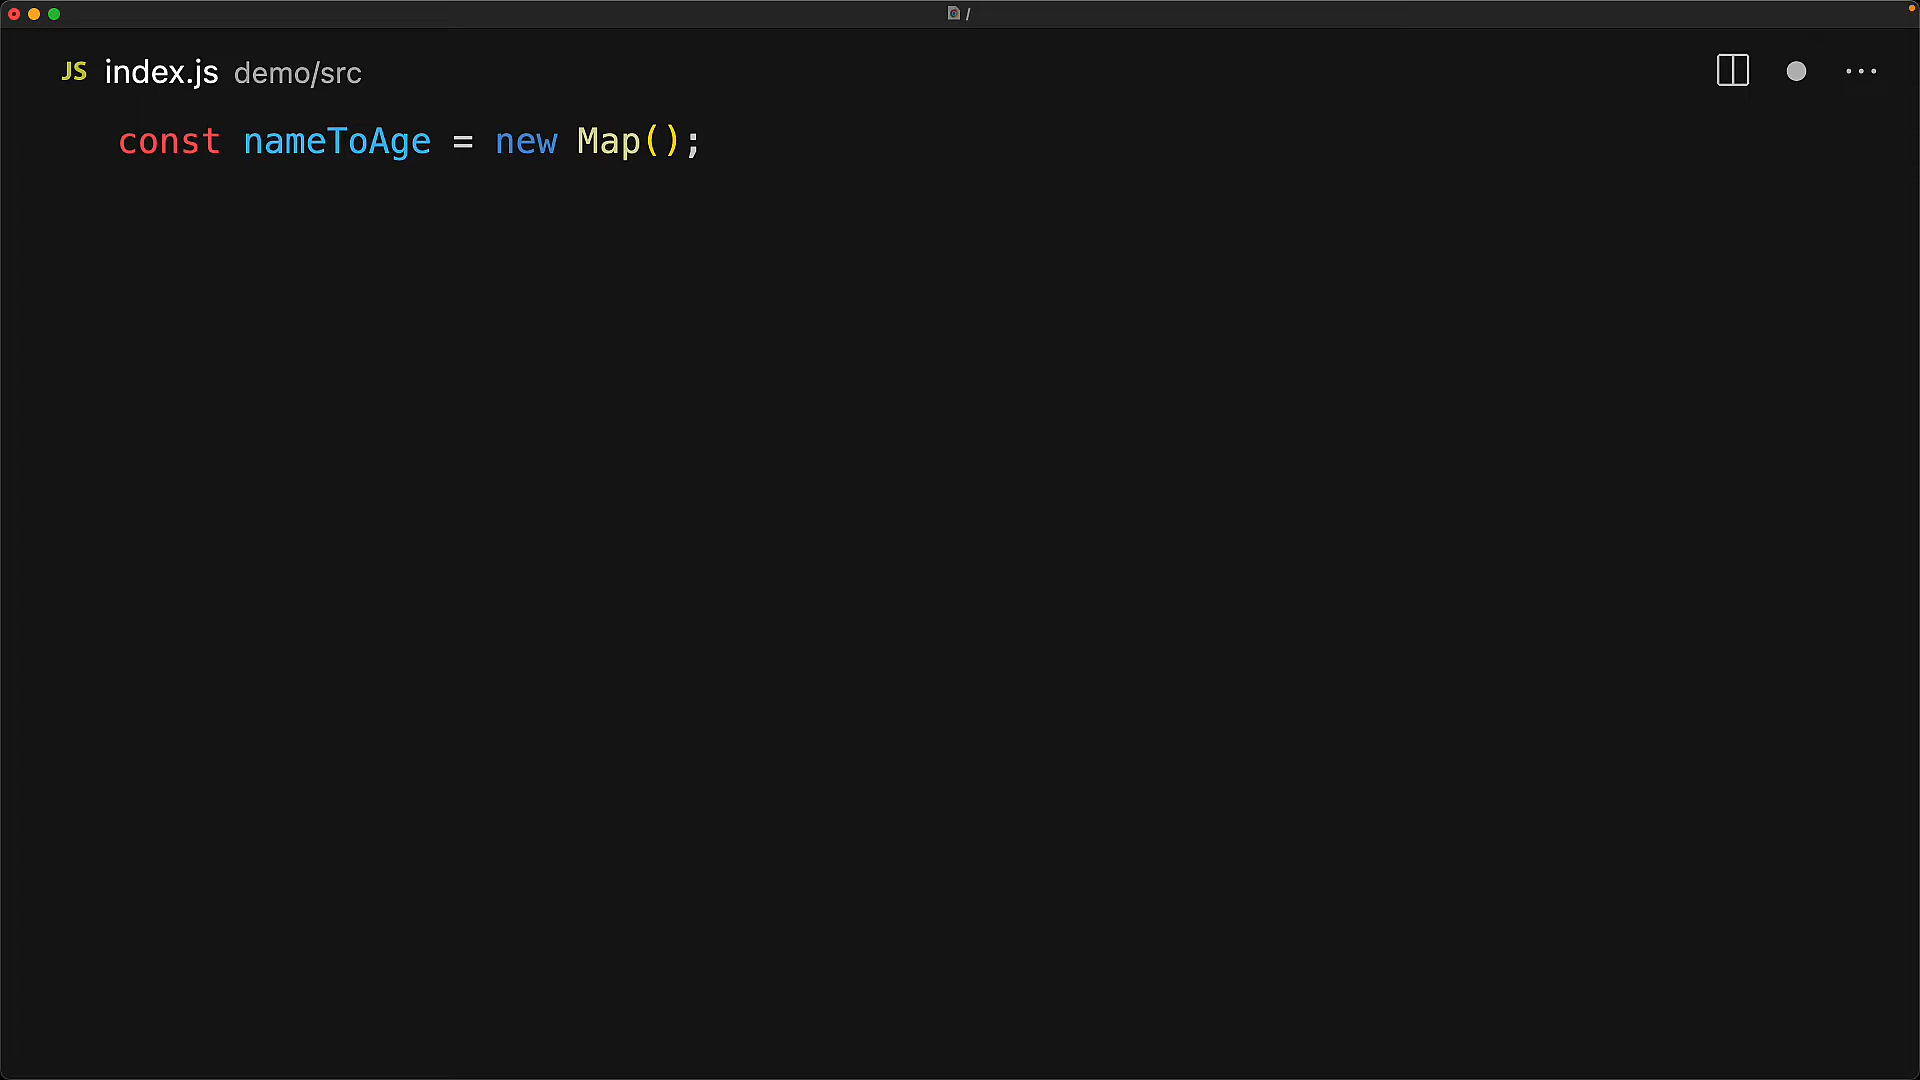 /
JS index.js demo/src
const nameToAge = new Map();